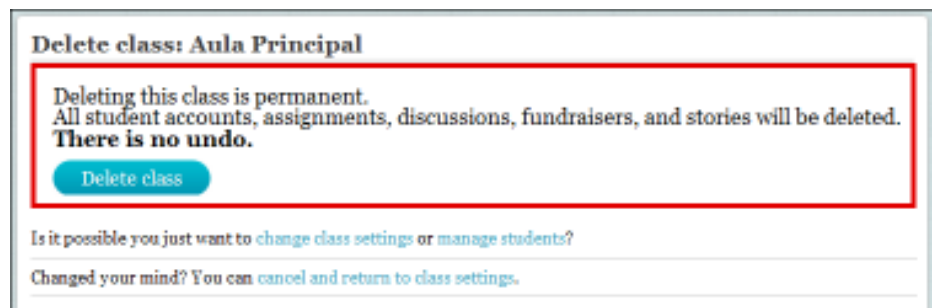 Delete class: Aula Principal
Deleting this class is permanent.
All student accounts, assignments, discussions, fundraisers, and stories will be deleted.
There is no undo.
Delete class
Is it possible you just want to change class settings or manage students?
Changed your mind? You can cancel and return to class settings.